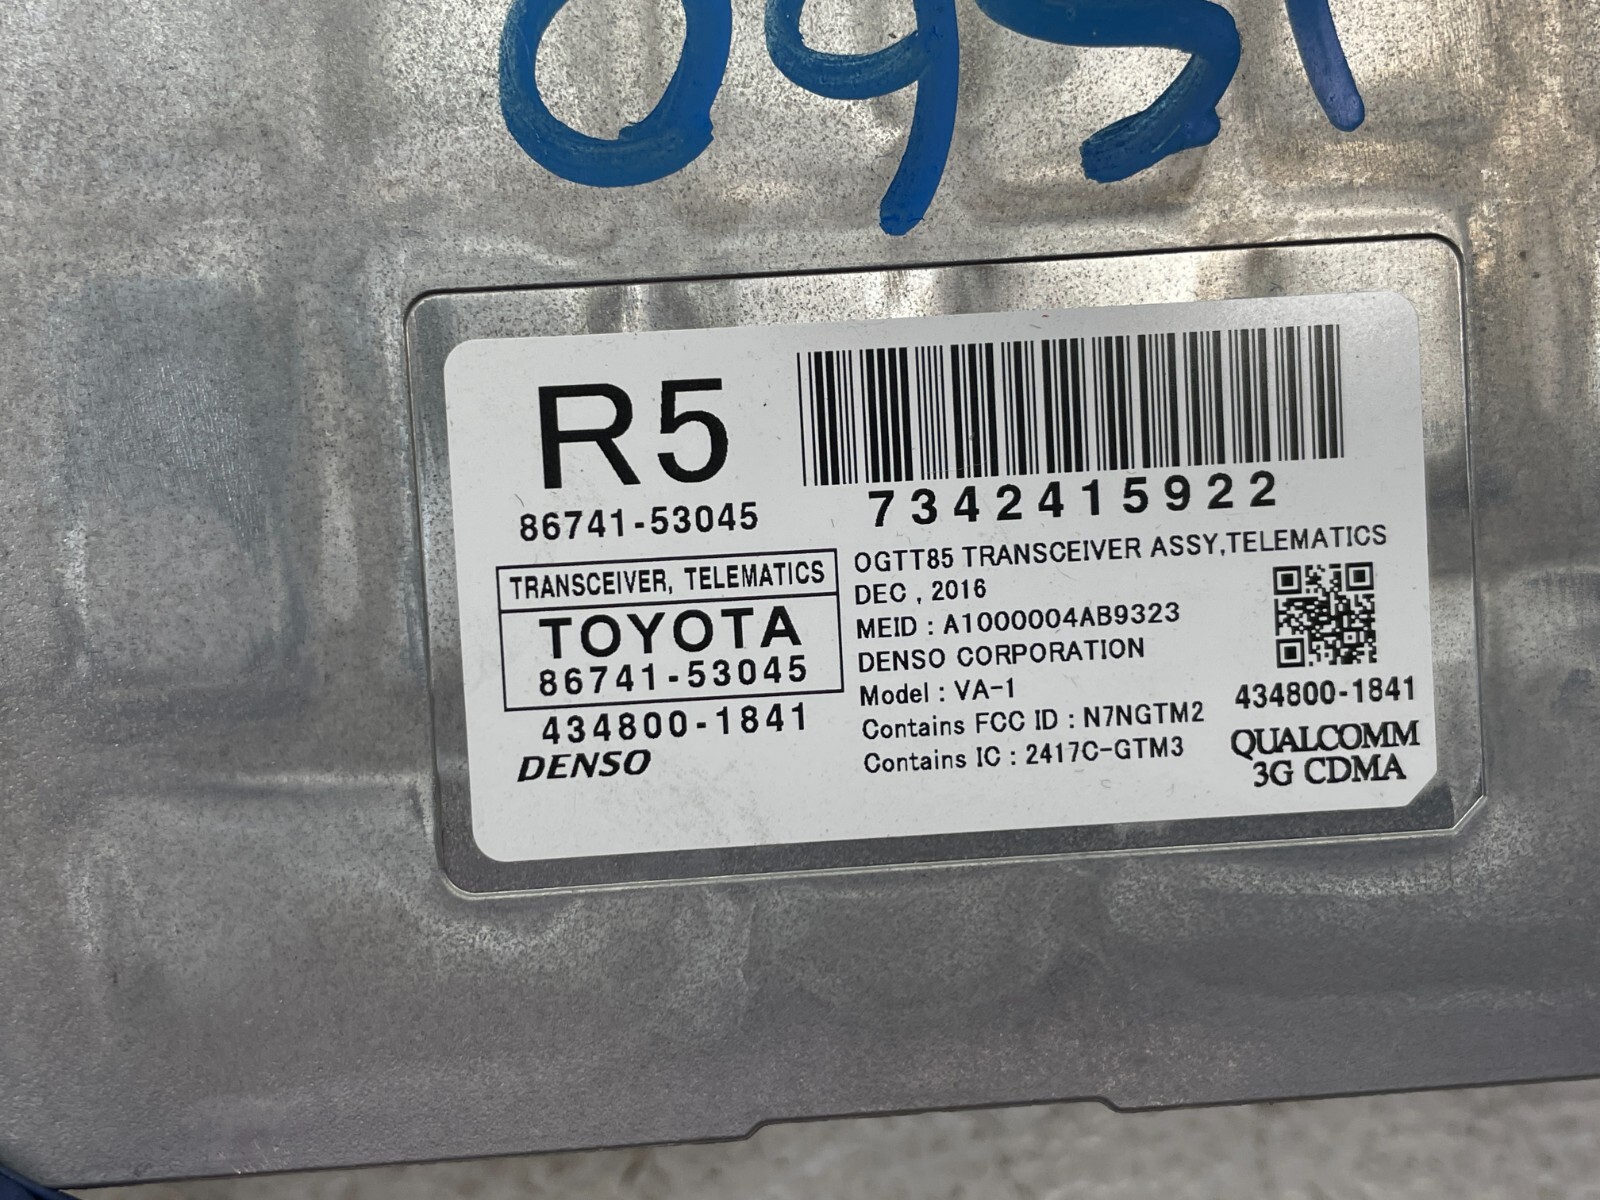 0951
R5
86741-53045
7342415922
TRANSCEIVER, TELEMATICS
TOYOTA
86741-53045
434800-1841
DENSO
OGTT85 TRANSCEIVER ASSY,TELEMATICS
DEC , 2016
MEID : A1000004AB9323
DENSO CORPORATION
Model : VA-1
Contains FCC ID : N7NGTM2
Contains IC : 2417C-GTM3
434800-1841
QUALCOMM
3G CDMA